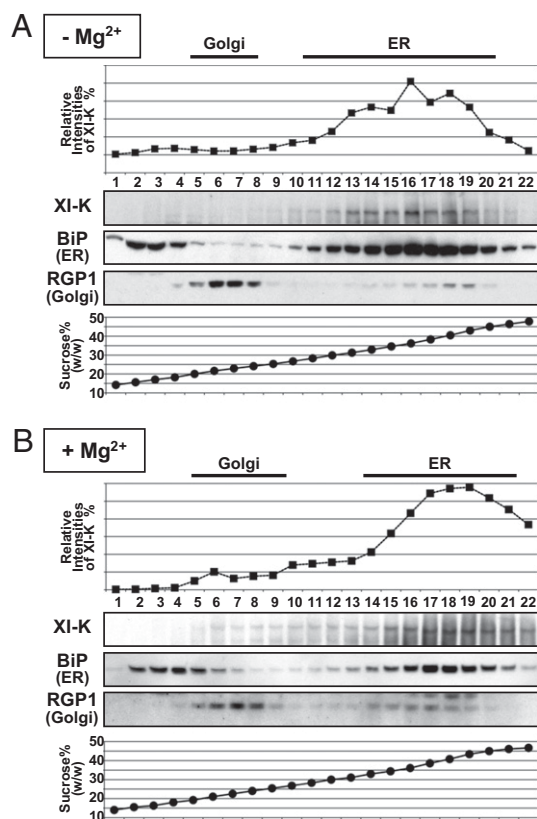 A
- Mg2+
Golgi
ER
Relative
Intensities
of XI-K %
1 2 3 4 5 6 7 8 9 10 11 12 13 14 15 16 17 18 19 20 21 22
XI-K
BiP
(ER)
RGP1
(Golgi)
Sucrose%
(w/w)
50
40
30
20
10
B
+ Mg2+
Golgi
ER
Relative
Intensities
of XI-K %
1 2 3 4 5 6 7 8 9 10 11 12 13 14 15 16 17 18 19 20 21 22
XI-K
BiP
(ER)
RGP1
(Golgi)
Sucrose%
(w/w)
50
40
30
20
10